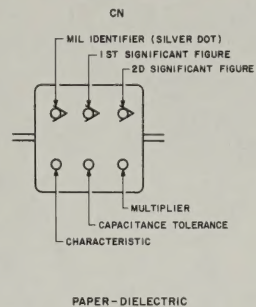 CN
MIL IDENTIFIER (SILVER DOT)
1ST SIGNIFICANT FIGURE
2D SIGNIFICANT FIGURE
MULTIPLIER
CAPACITANCE TOLERANCE
CHARACTERISTIC
PAPER-DIELECTRIC